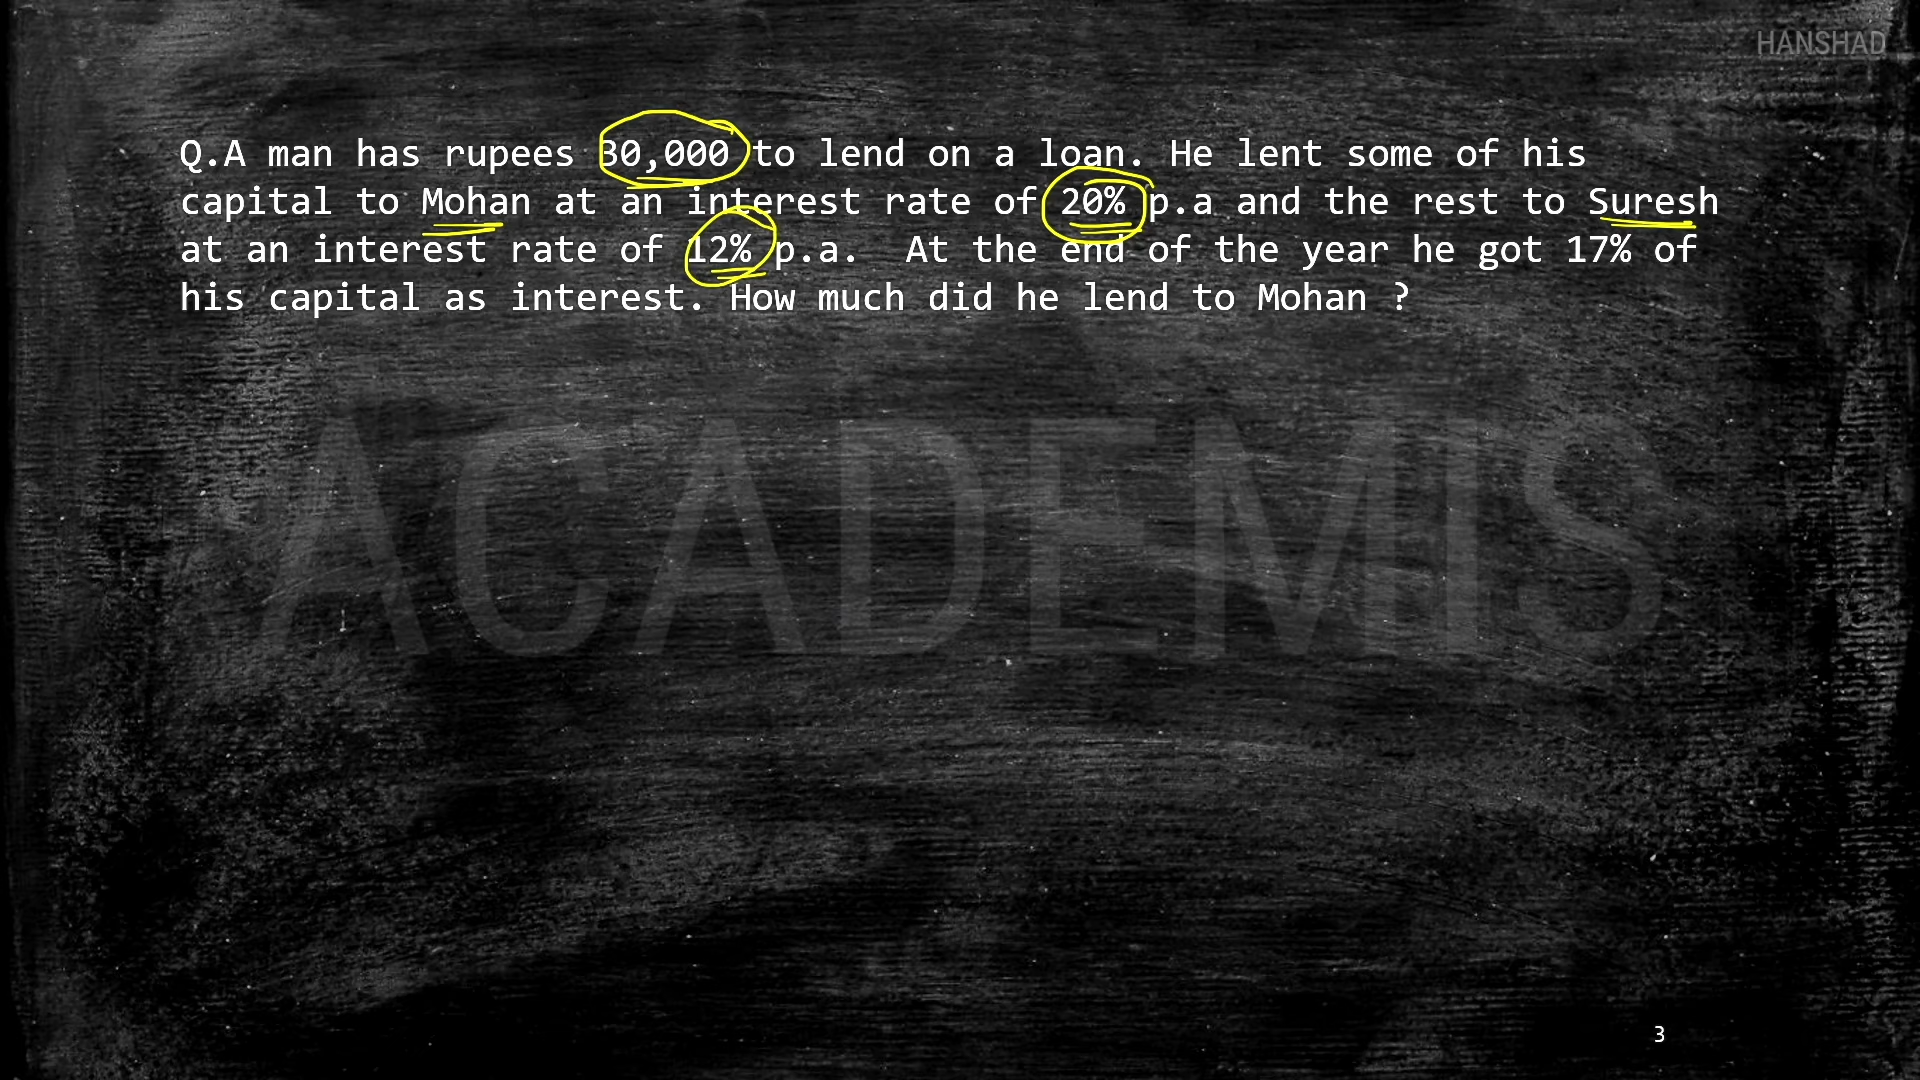 HANSHAD
Q.A man has rupees 30,000 to lend on a loan. He lent some of his
capital to Mohan at an interest rate of 20% p.a and the rest to Suresh
at an interest rate of 12% p.a.  At the end of the year he got 17% of
his capital as interest. How much did he lend to Mohan ?
ACADEMIS
3